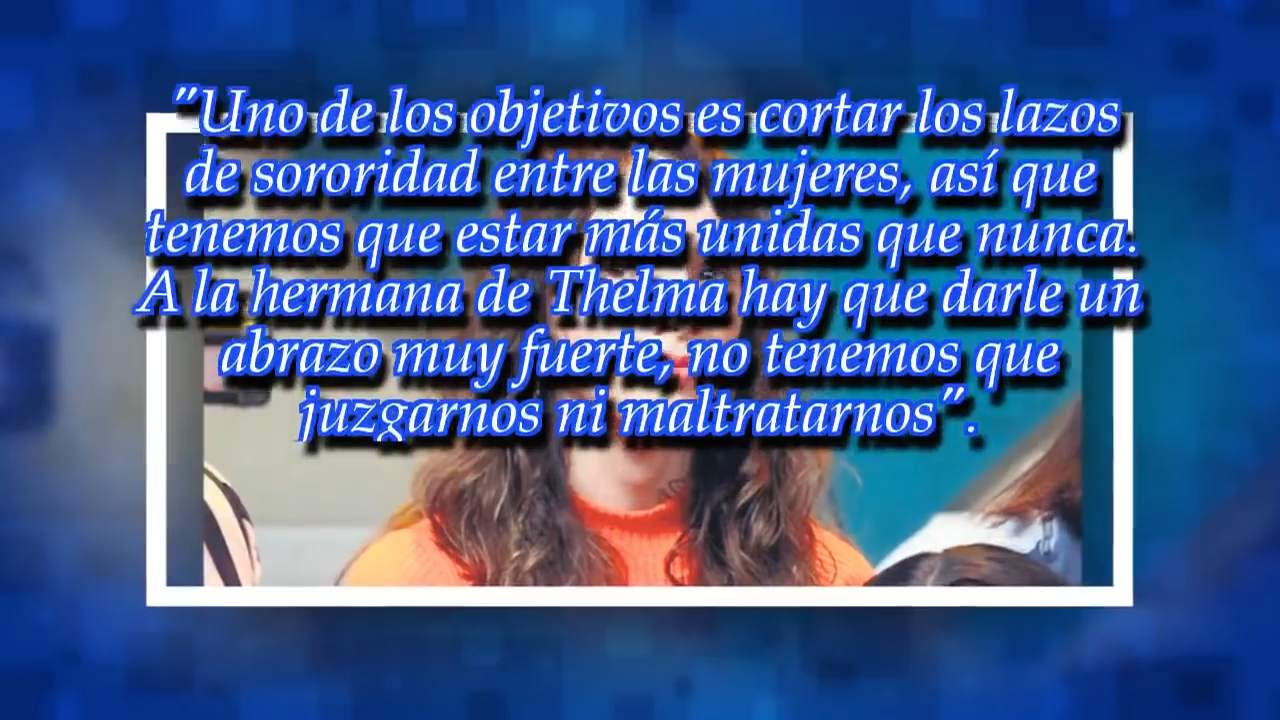 "Uno de los objetivos es cortar los lazos
de sororidad entre las mujeres, así que
tenemos que estar más unidas que nunca.
A la hermana de Thelma hay que darle un
abrazo muy fuerte, no tenemos que
juzgarnos ni maltratarnos".